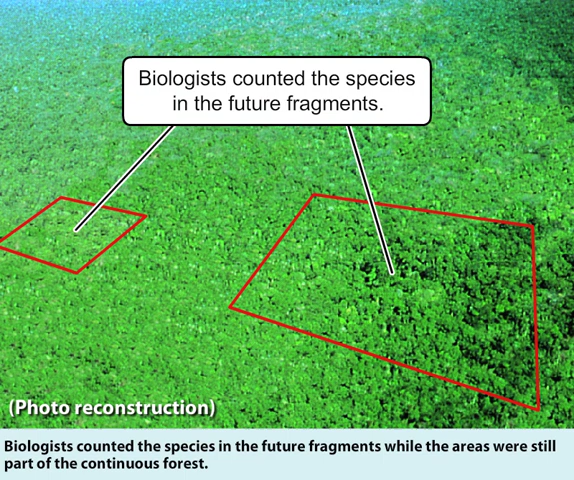 Biologists counted the species
in the future fragments.
(Photo reconstruction)
Biologists counted the species in the future fragments while the areas were still
part of the continuous forest.